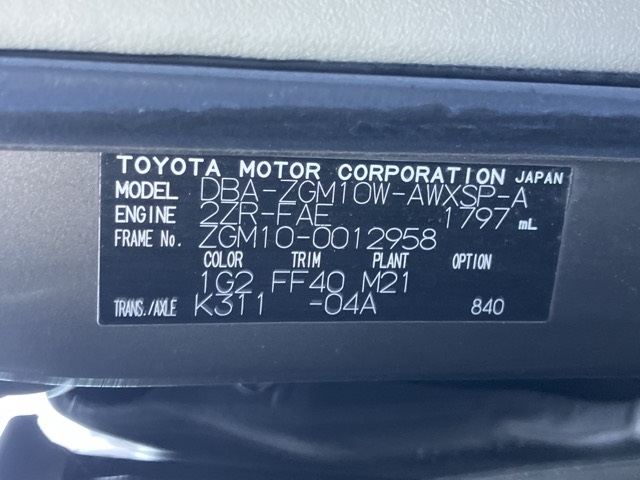 TOYOTA MOTOR CORPORATION JAPAN
MODEL DBA-ZGM10W-AWXSP-A
ENGINE 2ZR-FAE 1797 mL
FRAME No. ZGM10-0012958
COLOR TRIM PLANT OPTION
1G2 FF40 M21
TRANS./AXLE K311 -04A 840